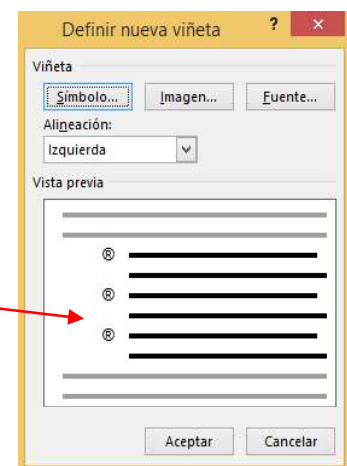 Definir nueva viñeta ? ×
Viñeta
Símbolo... Imagen... Fuente...
Alineación:
Izquierda
Vista previa
®
®
®
Aceptar Cancelar